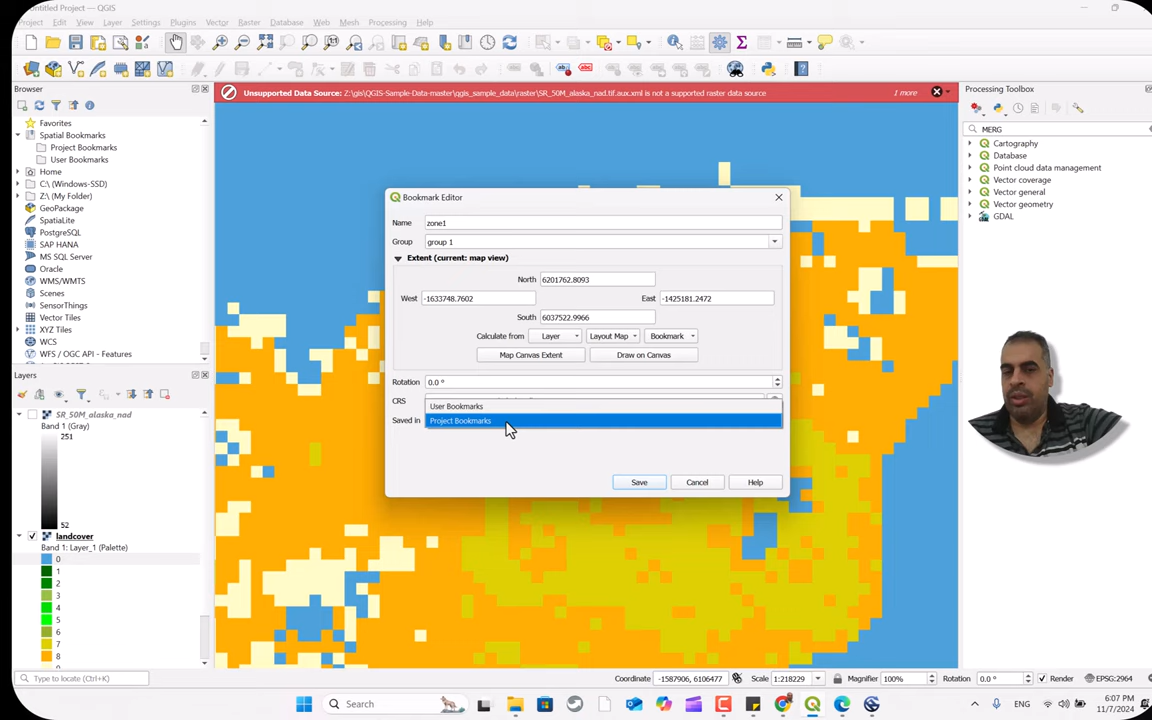 ntitled Project — QGIS
Project Edit View Layer Settings Plugins Vector Raster Database Web Mesh Processing Help
Unsupported Data Source: Z:\gis\QGIS-Sample-Data-master\qgis_sample_data\raster\SR_50M_alaska_nad.tif.aux.xml is not a supported raster data source
1 more
Browser
Favorites
Spatial Bookmarks
Project Bookmarks
User Bookmarks
Home
C:\ (Windows-SSD)
Z:\ (My Folder)
GeoPackage
SpatiaLite
PostgreSQL
SAP HANA
MS SQL Server
Oracle
WMS/WMTS
Scenes
SensorThings
Vector Tiles
XYZ Tiles
WCS
WFS / OGC API - Features
Layers
SR_50M_alaska_nad
Band 1 (Gray)
251
52
landcover
Band 1: Layer_1 (Palette)
0
1
2
3
4
5
6
7
8
Bookmark Editor
Name zone1
Group group 1
Extent (current: map view)
North 6201762.8093
West -1633748.7602 East -1425181.2472
South 6037522.9966
Calculate from Layer Layout Map Bookmark
Map Canvas Extent Draw on Canvas
Rotation 0.0 °
CRS
User Bookmarks
Saved in Project Bookmarks
Save Cancel Help
Processing Toolbox
MERG
Cartography
Database
Point cloud data management
Vector coverage
Vector general
Vector geometry
GDAL
Type to locate (Ctrl+K)
Coordinate -1587906, 6106477 Scale 1:218229 Magnifier 100% Rotation 0.0 ° Render EPSG:2964
Search
ENG
6:07 PM
11/7/2024